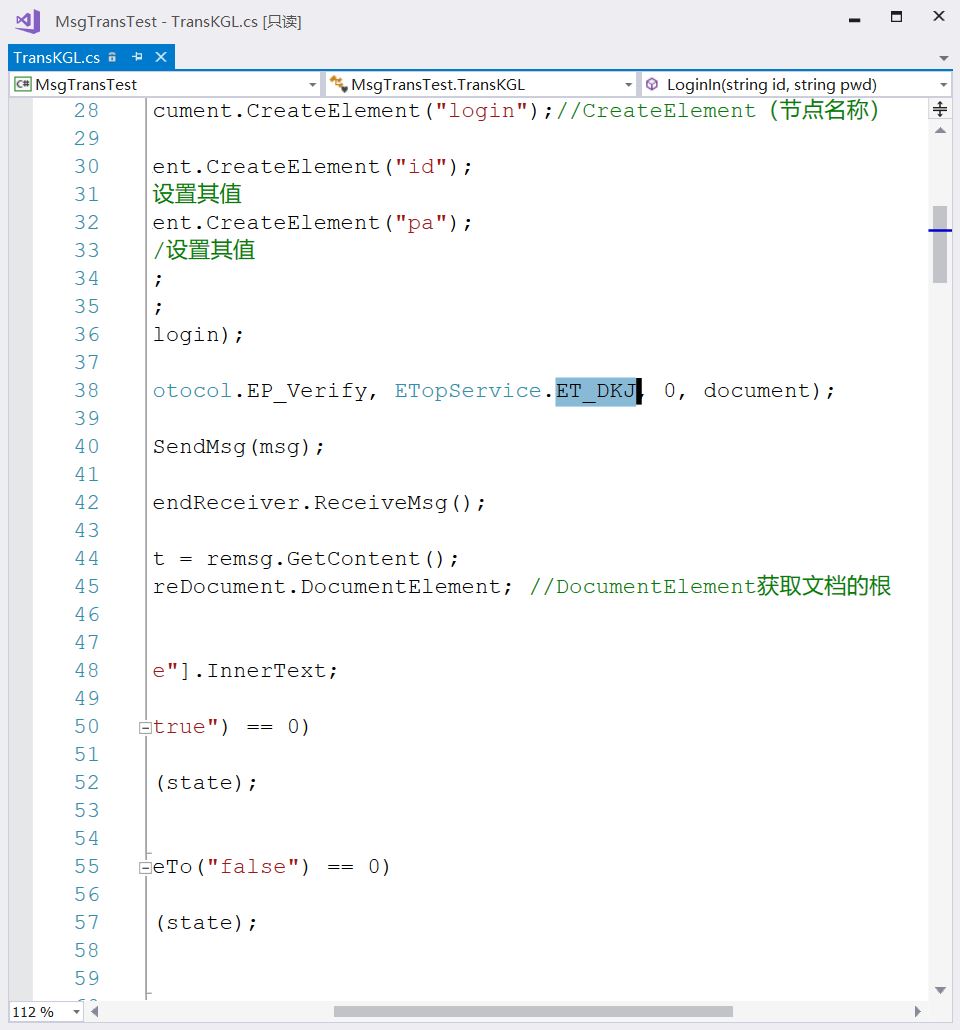 MsgTransTest - TransKGL.cs [只读]
TransKGL.cs
MsgTransTest
MsgTransTest.TransKGL
LoginIn(string id, string pwd)
28 cument.CreateElement("login");//CreateElement（节点名称）
29
30 ent.CreateElement("id");
31 设置其值
32 ent.CreateElement("pa");
33 /设置其值
34 ;
35 ;
36 login);
37
38 otocol.EP_Verify, ETopService.ET_DKJ, 0, document);
39
40 SendMsg(msg);
41
42 endReceiver.ReceiveMsg();
43
44 t = remsg.GetContent();
45 reDocument.DocumentElement; //DocumentElement获取文档的根
46
47
48 e"].InnerText;
49
50 true") == 0)
51
52 (state);
53
54
55 eTo("false") == 0)
56
57 (state);
58
59
112 %